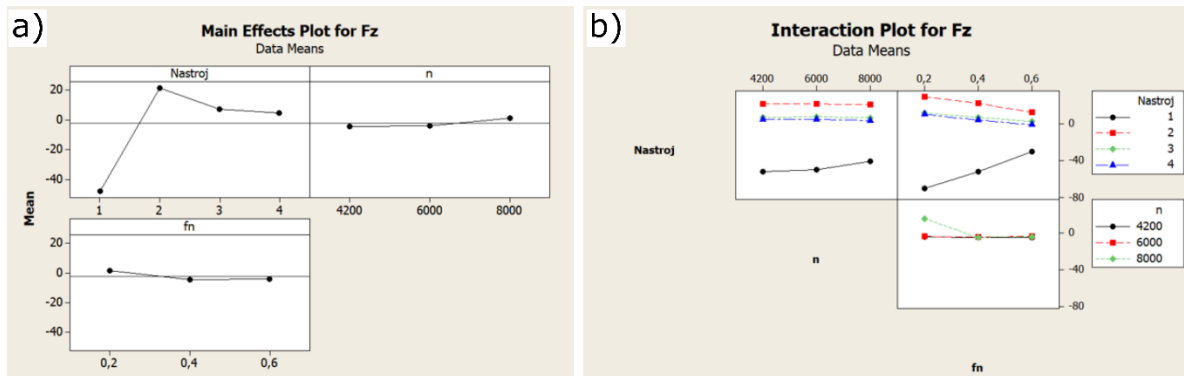 a)
Main Effects Plot for Fz
Data Means
Nastroj
n
20
0
-20
-40
1
2
3
4
4200
6000
8000
Mean
fn
20
0
-20
-40
0,2
0,4
0,6
b)
Interaction Plot for Fz
Data Means
4200
6000
8000
0,2
0,4
0,6
Nastroj
0
-40
-80
Nastroj
1
2
3
4
n
0
-40
-80
n
4200
6000
8000
fn